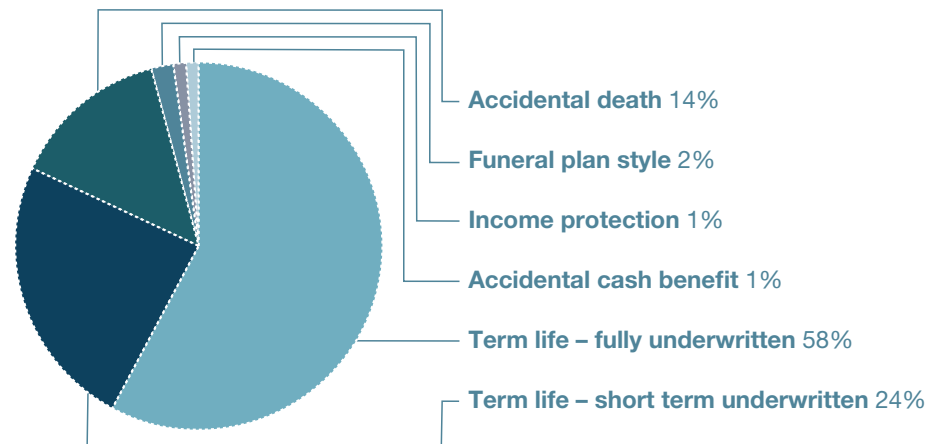 Accidental death 14%
Funeral plan style 2%
Income protection 1%
Accidental cash benefit 1%
Term life – fully underwritten 58%
Term life – short term underwritten 24%